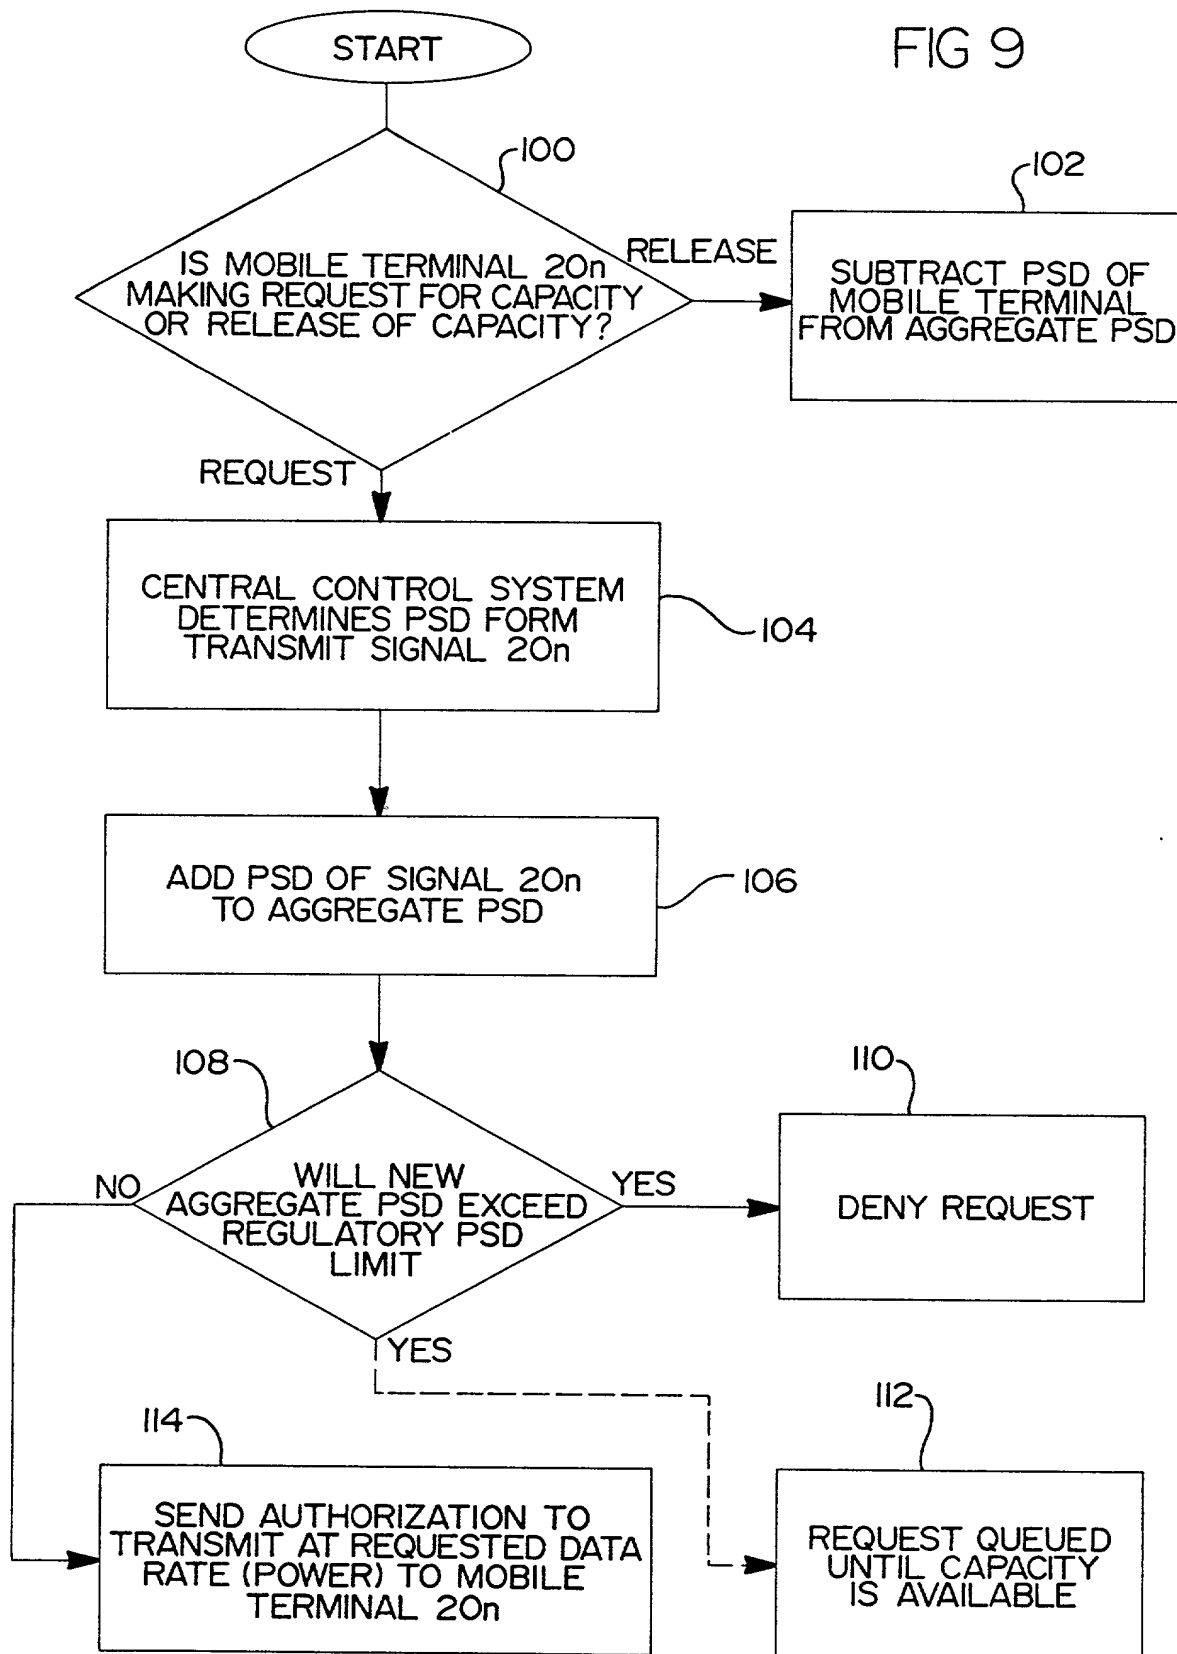 START
FIG 9
100
IS MOBILE TERMINAL 20n
MAKING REQUEST FOR CAPACITY
OR RELEASE OF CAPACITY?
RELEASE
102
SUBTRACT PSD OF
MOBILE TERMINAL
FROM AGGREGATE PSD
REQUEST
CENTRAL CONTROL SYSTEM
DETERMINES PSD FORM
TRANSMIT SIGNAL 20n
104
ADD PSD OF SIGNAL 20n
TO AGGREGATE PSD
106
108
WILL NEW
AGGREGATE PSD EXCEED
REGULATORY PSD
LIMIT
NO
YES
110
DENY REQUEST
YES
114
SEND AUTHORIZATION TO
TRANSMIT AT REQUESTED DATA
RATE (POWER) TO MOBILE
TERMINAL 20n
112
REQUEST QUEUED
UNTIL CAPACITY
IS AVAILABLE